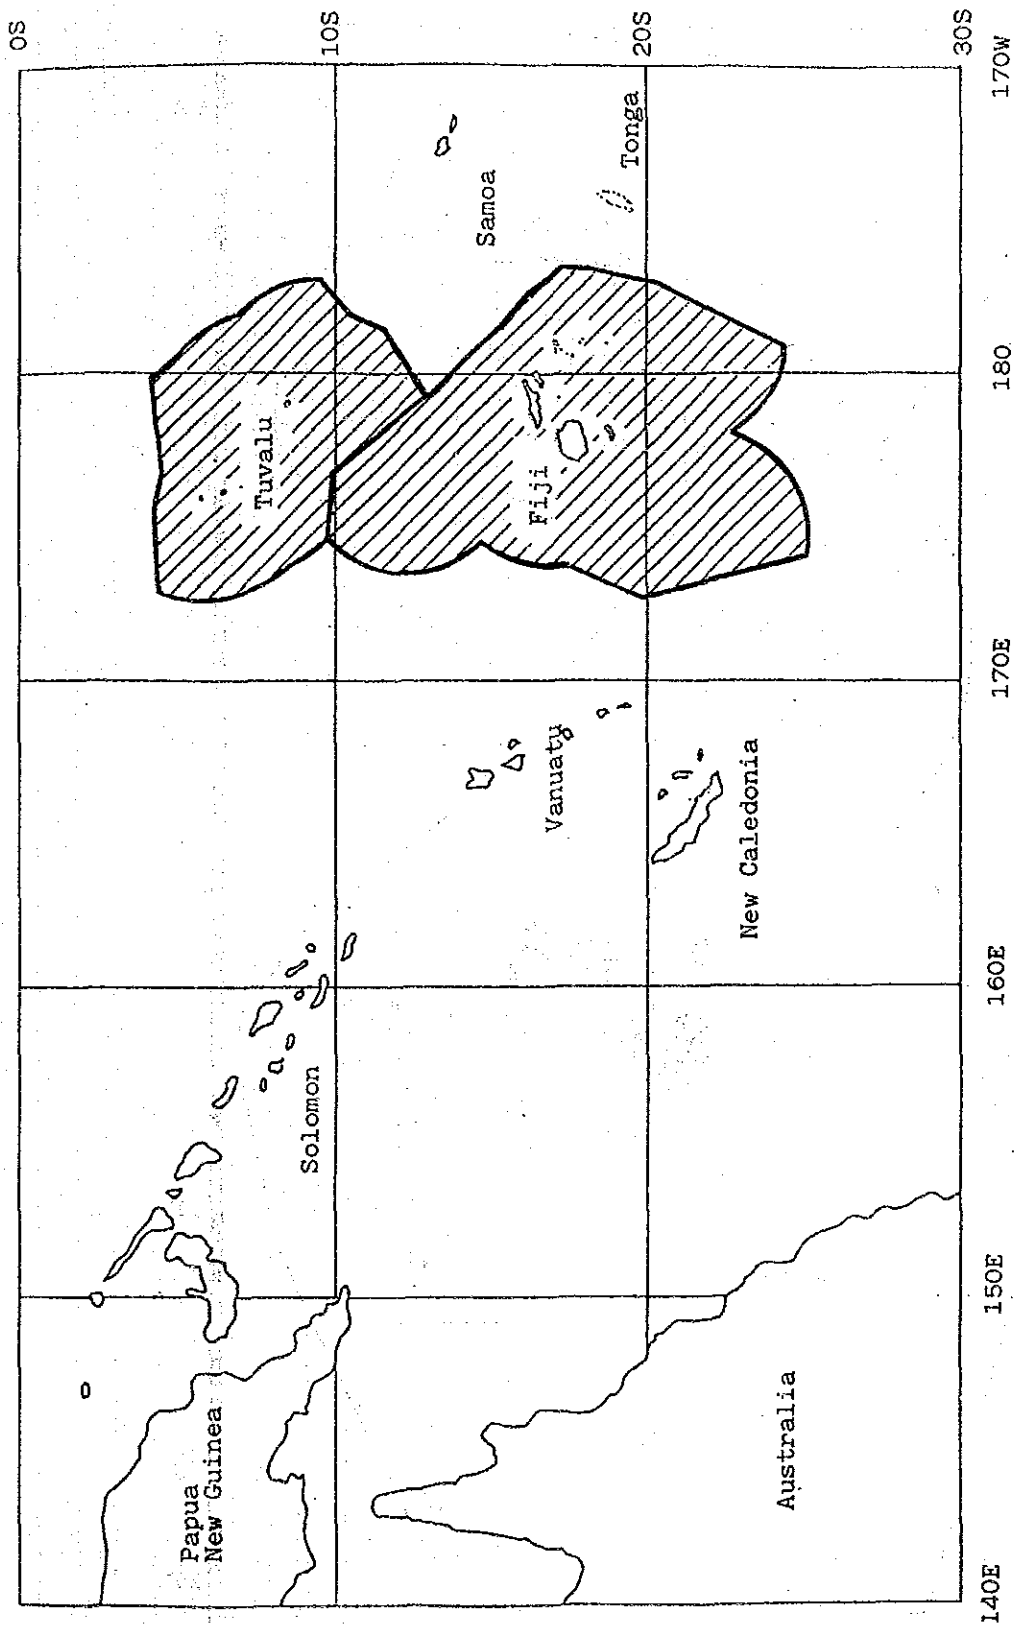 0S
10S
20S
30S
Papua
New Guinea
Solomon
Tuvalu
Samoa
Fiji
Tonga
Vanuatu
New Caledonia
Australia
140E
150E
160E
170E
180
170W